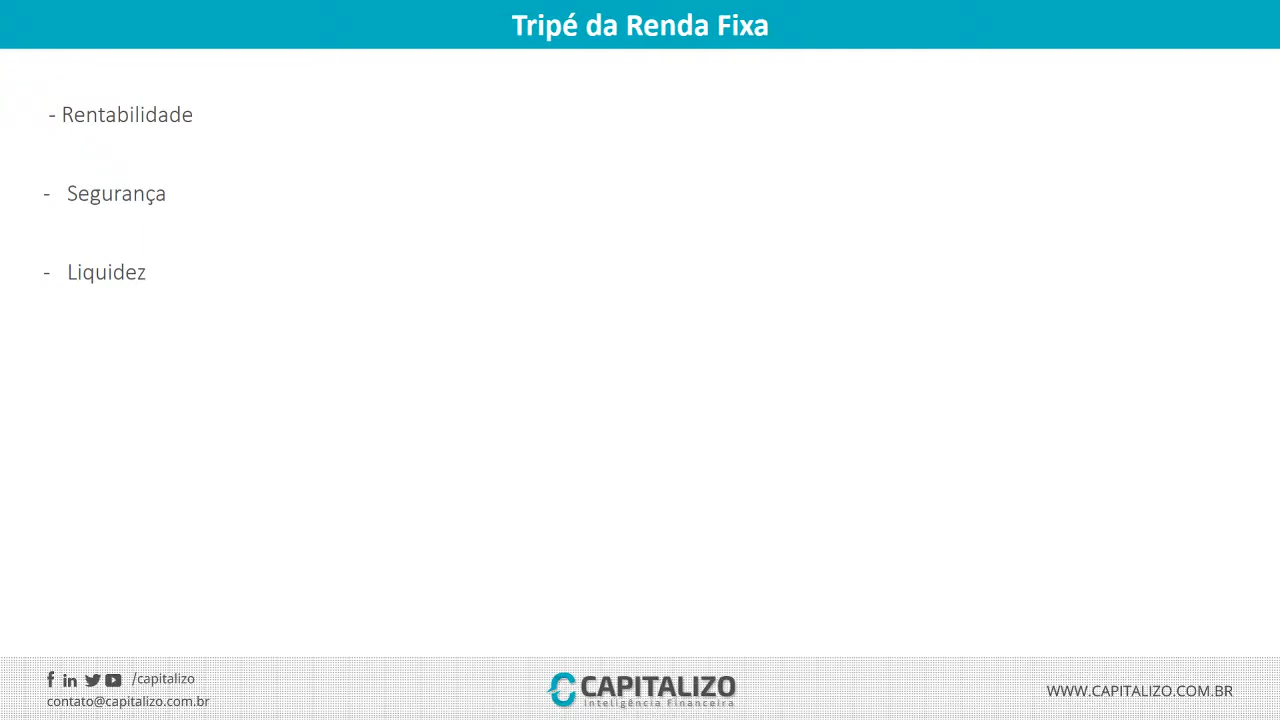 Tripé da Renda Fixa
- Rentabilidade
- Segurança
- Liquidez
/capitalizo
contato@capitalizo.com.br
CAPITALIZO
Inteligência Financeira
WWW.CAPITALIZO.COM.BR